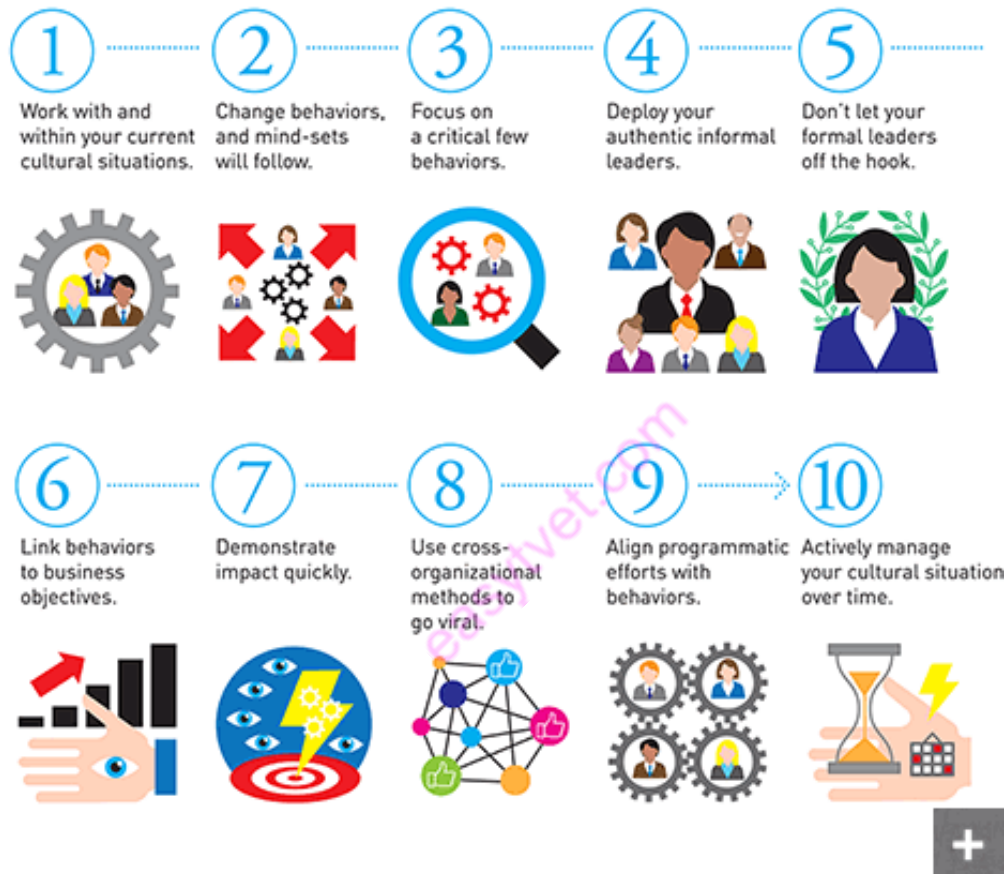 1
Work with and
within your current
cultural situations.
2
Change behaviors,
and mind-sets
will follow.
3
Focus on
a critical few
behaviors.
4
Deploy your
authentic informal
leaders.
5
Don't let your
formal leaders
off the hook.
6
Link behaviors
to business
objectives.
7
Demonstrate
impact quickly.
8
Use cross-
organizational
methods to
go viral.
9
Align programmatic
efforts with
behaviors.
10
Actively manage
your cultural situation
over time.
easytvet.com
+